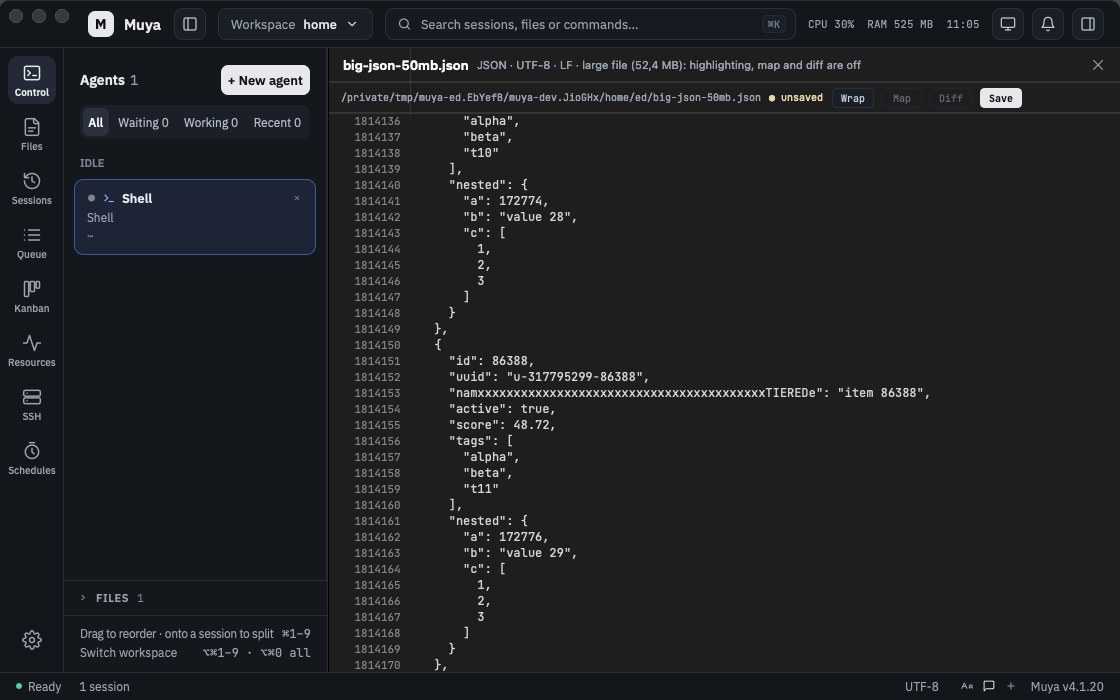 M Muya
Workspace home
Search sessions, files or commands... ⌘K
CPU 30% RAM 525 MB 11:05
Control
Files
Sessions
Queue
Kanban
Resources
SSH
Schedules
Agents 1
+ New agent
All Waiting 0 Working 0 Recent 0
IDLE
Shell ×
Shell
~
› FILES 1
Drag to reorder · onto a session to split ⌘1–9
Switch workspace ⌥⌘1–9 · ⌥⌘0 all
big-json-50mb.json JSON · UTF-8 · LF · large file (52,4 MB): highlighting, map and diff are off
/private/tmp/muya-ed.EbYefB/muya-dev.JioGHx/home/ed/big-json-50mb.json ● unsaved Wrap Map Diff Save
1814136 "alpha",
1814137 "beta",
1814138 "t10"
1814139 ],
1814140 "nested": {
1814141 "a": 172774,
1814142 "b": "value 28",
1814143 "c": [
1814144 1,
1814145 2,
1814146 3
1814147 ]
1814148 }
1814149 },
1814150 {
1814151 "id": 86388,
1814152 "uuid": "u-317795299-86388",
1814153 "namxxxxxxxxxxxxxxxxxxxxxxxxxxxxxxxxxxxxxxxxTIEREDe": "item 86388",
1814154 "active": true,
1814155 "score": 48.72,
1814156 "tags": [
1814157 "alpha",
1814158 "beta",
1814159 "t11"
1814160 ],
1814161 "nested": {
1814162 "a": 172776,
1814163 "b": "value 29",
1814164 "c": [
1814165 1,
1814166 2,
1814167 3
1814168 ]
1814169 }
1814170 },
● Ready 1 session
UTF-8 Aa + Muya v4.1.20